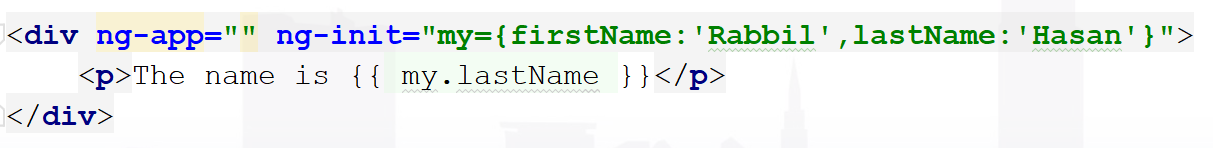 <div ng-app="" ng-init="my={firstName:'Rabbil',lastName:'Hasan'}">
    <p>The name is {{ my.lastName }}</p>
</div>